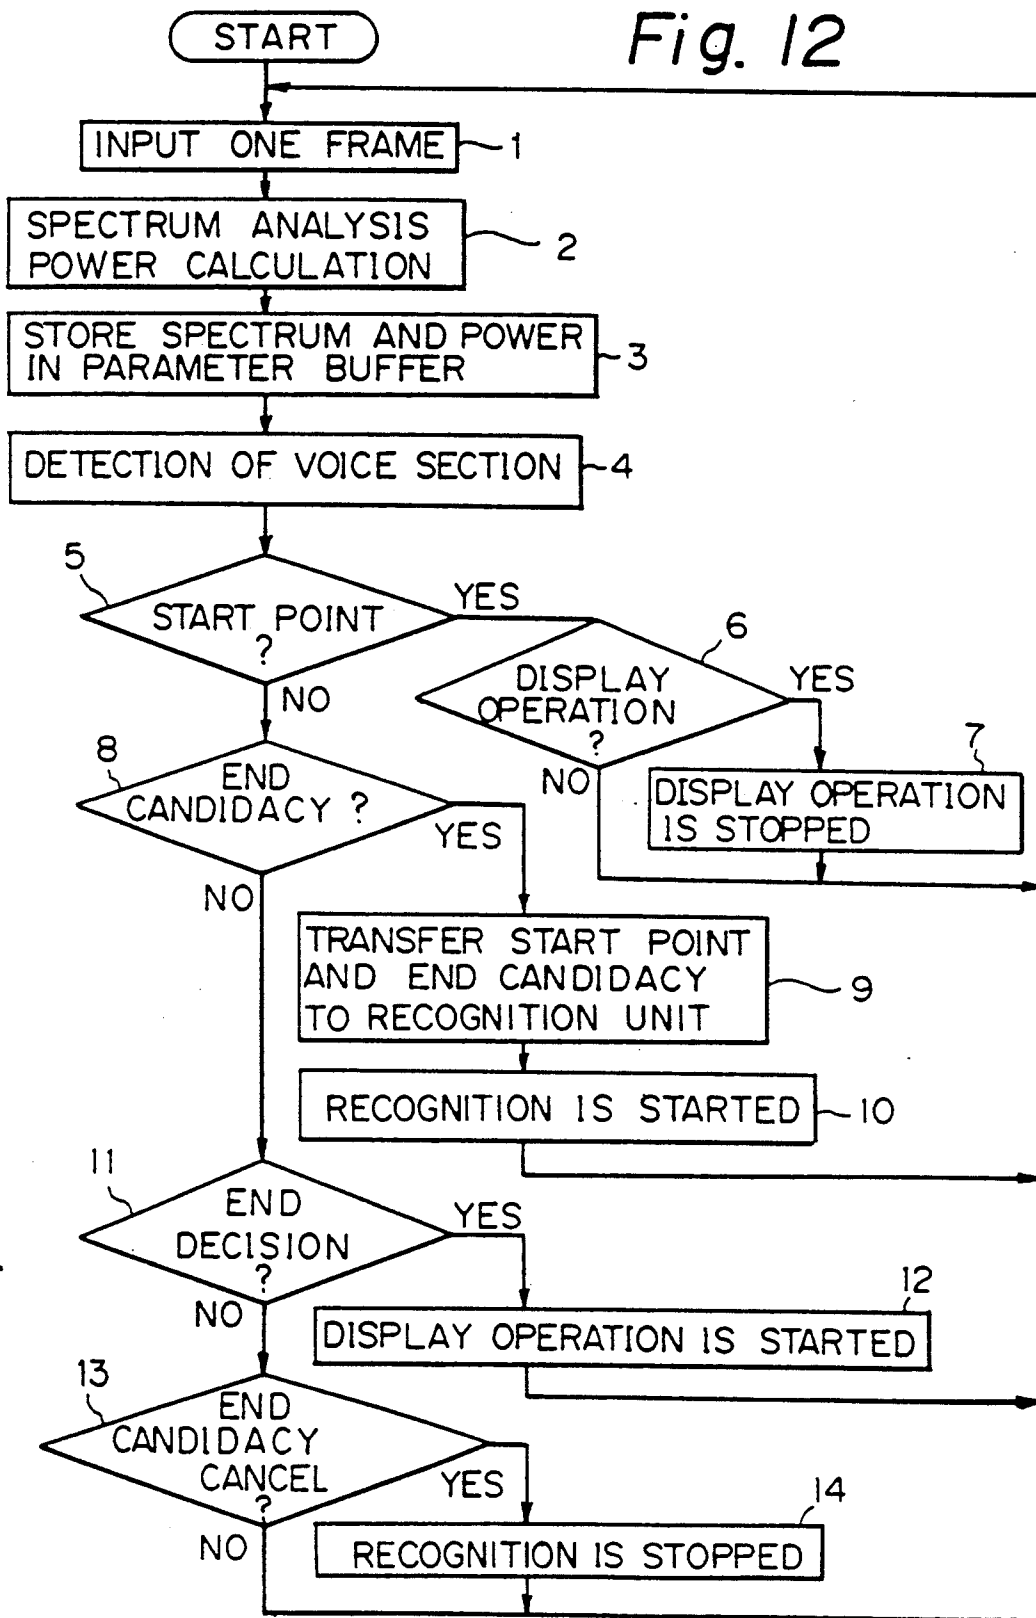 START
Fig. 12
INPUT ONE FRAME
1
SPECTRUM ANALYSIS
POWER CALCULATION
2
STORE SPECTRUM AND POWER
IN PARAMETER BUFFER
3
DETECTION OF VOICE SECTION
4
5
START POINT
?
YES
NO
6
DISPLAY
OPERATION
?
YES
NO
7
DISPLAY OPERATION
IS STOPPED
8
END
CANDIDACY ?
YES
NO
TRANSFER START POINT
AND END CANDIDACY
TO RECOGNITION UNIT
9
RECOGNITION IS STARTED
10
11
END
DECISION
?
YES
NO
12
DISPLAY OPERATION IS STARTED
13
END
CANDIDACY
CANCEL
?
YES
NO
14
RECOGNITION IS STOPPED